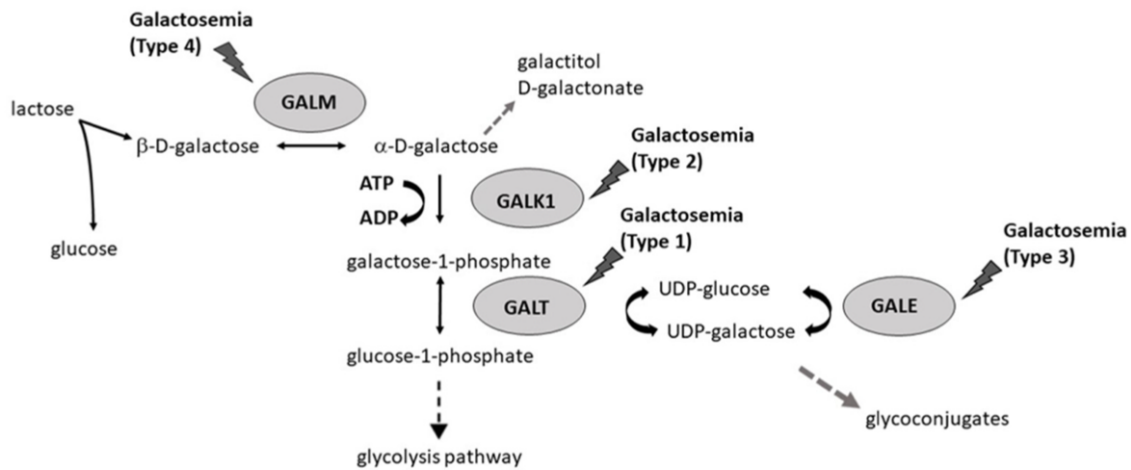 Galactosemia
(Type 4)
GALM
lactose
β-D-galactose
α-D-galactose
galactitol
D-galactonate
glucose
ATP
ADP
GALK1
Galactosemia
(Type 2)
galactose-1-phosphate
GALT
Galactosemia
(Type 1)
UDP-glucose
UDP-galactose
GALE
Galactosemia
(Type 3)
glucose-1-phosphate
glycoconjugates
glycolysis pathway